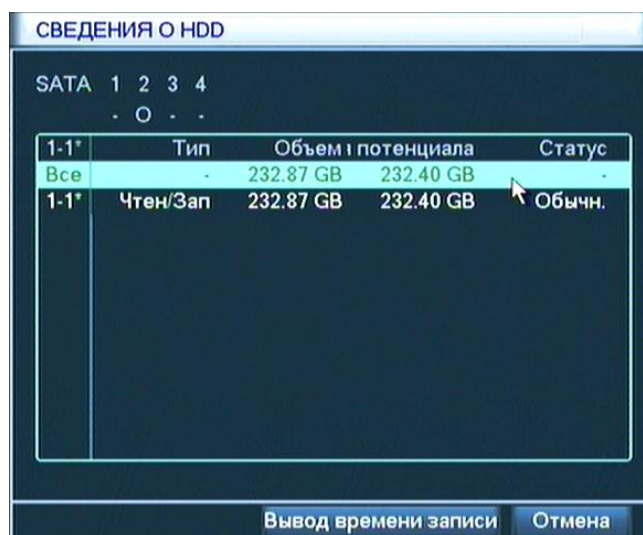 СВЕДЕНИЯ О HDD
SATA 1 2 3 4
- O - -
1-1* Тип Объем потенциала Статус
Все - 232.87 GB 232.40 GB -
1-1* Чтен/Зап 232.87 GB 232.40 GB Обычн.
Вывод времени записи Отмена